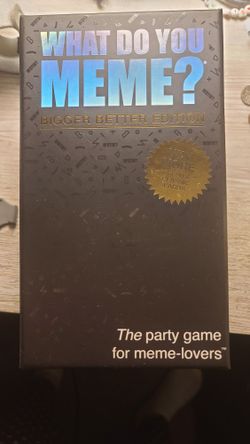 WHAT DO YOU
MEME?
BIGGER BETTER EDITION
The party game
for meme-lovers™